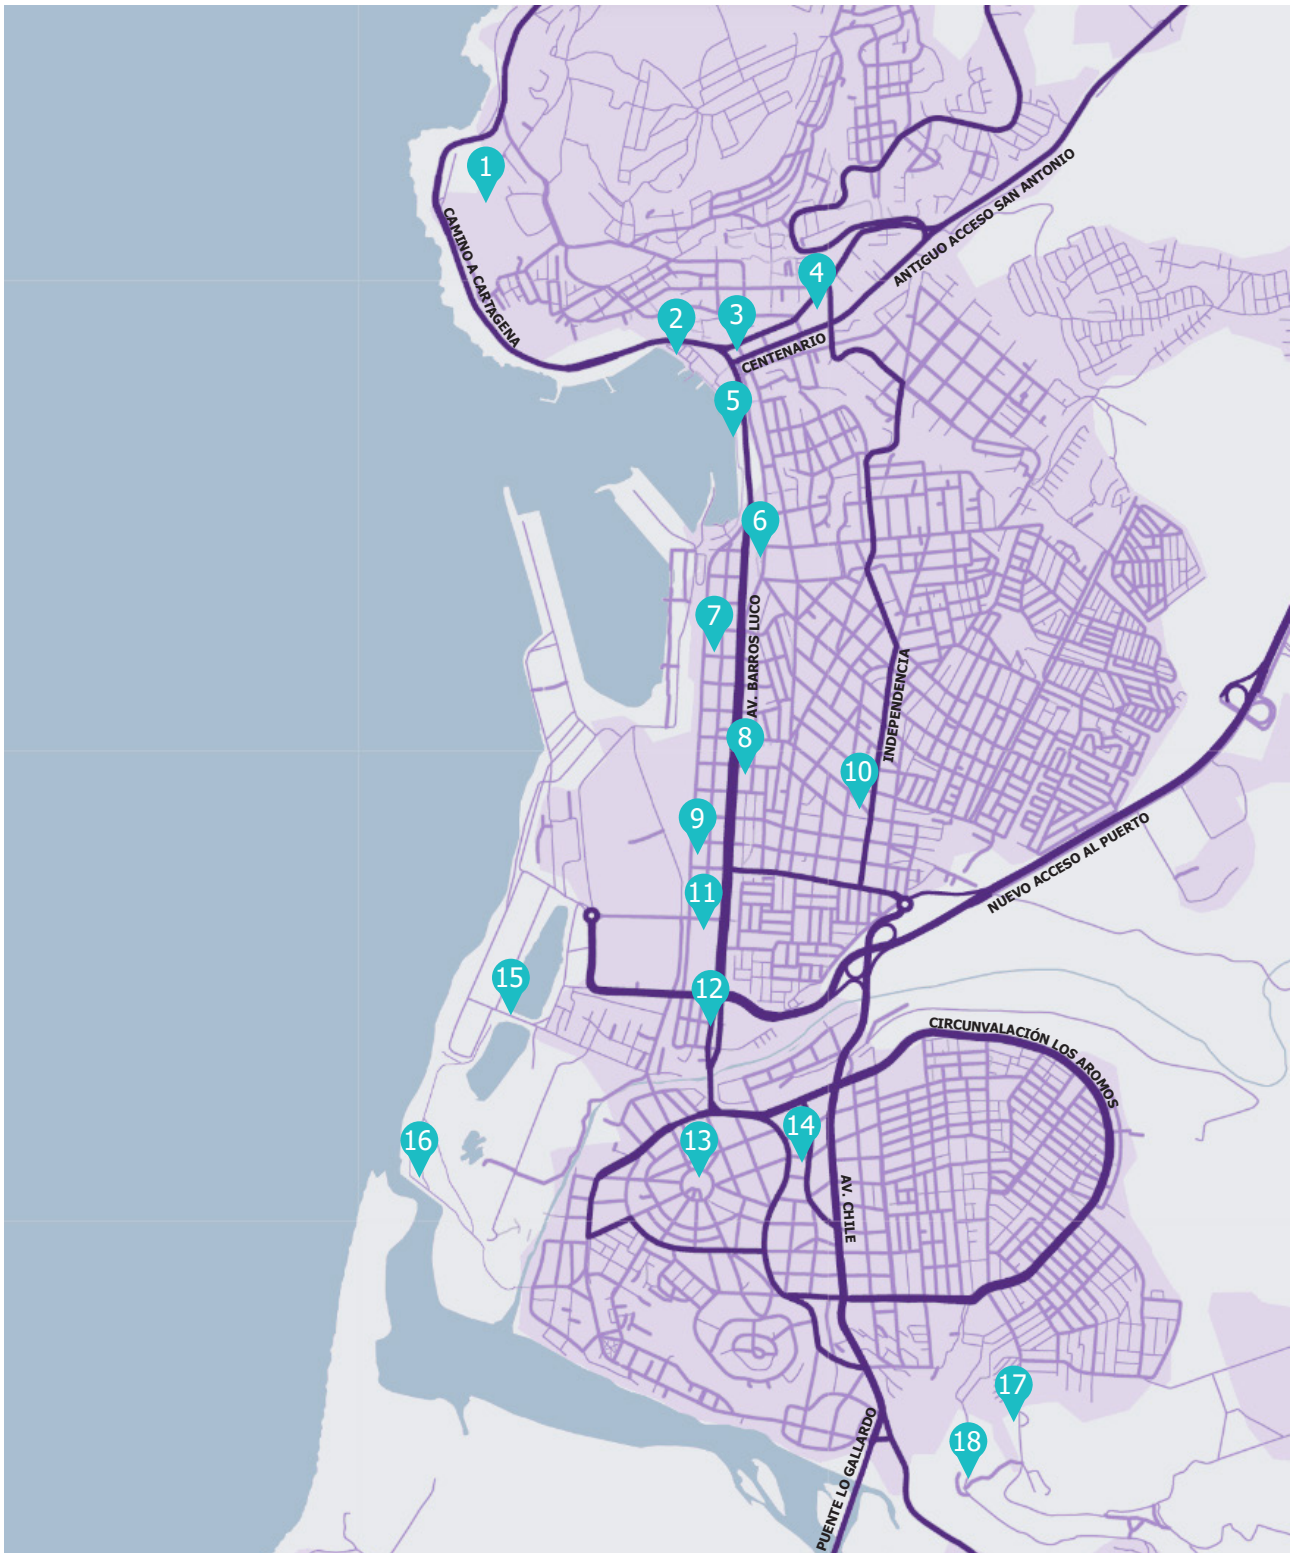 1
CAMINO A CARTAGENA
ANTIGUO ACCESO SAN ANTONIO
4
2
3
CENTENARIO
5
6
7
AV. BARROS LUCO
INDEPENDENCIA
8
10
9
NUEVO ACCESO AL PUERTO
11
15
12
CIRCUNVALACIÓN LOS AROMOS
16
13
14
AV. CHILE
17
18
PUENTE LO GALLARDO